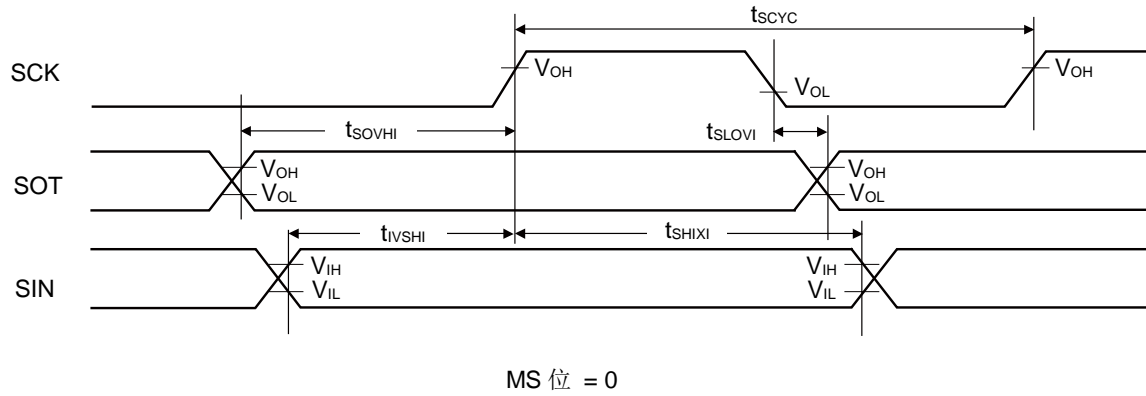 tSCYC
SCK
VOH
VOL
VOH
tSOVHI
tSLOVI
SOT
VOH
VOL
VOH
VOL
tIVSHI
tSHIXI
SIN
VIH
VIL
VIH
VIL
MS 位 = 0